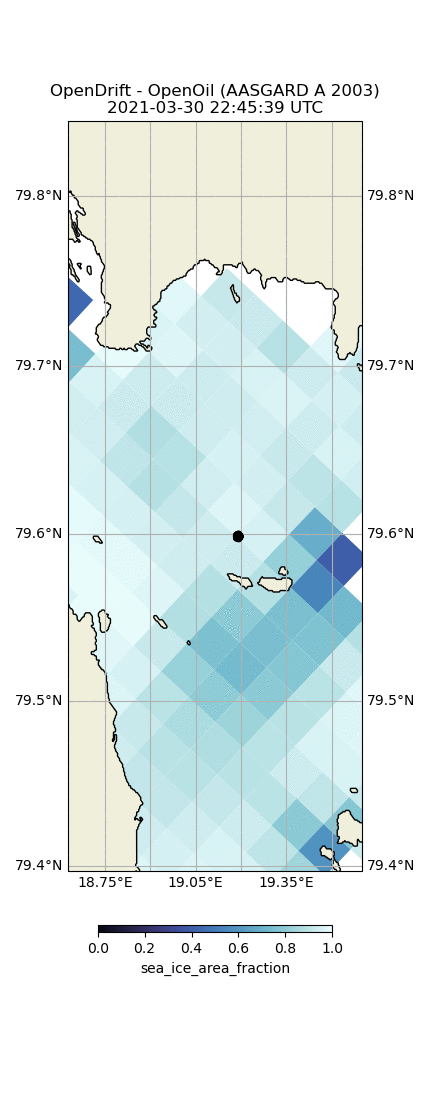 OpenDrift - OpenOil (AASGARD A 2003)
2021-03-30 22:45:39 UTC
79.8°N 79.8°N
79.7°N 79.7°N
79.6°N 79.6°N
79.5°N 79.5°N
79.4°N 79.4°N
18.75°E 19.05°E 19.35°E
0.0 0.2 0.4 0.6 0.8 1.0
sea_ice_area_fraction